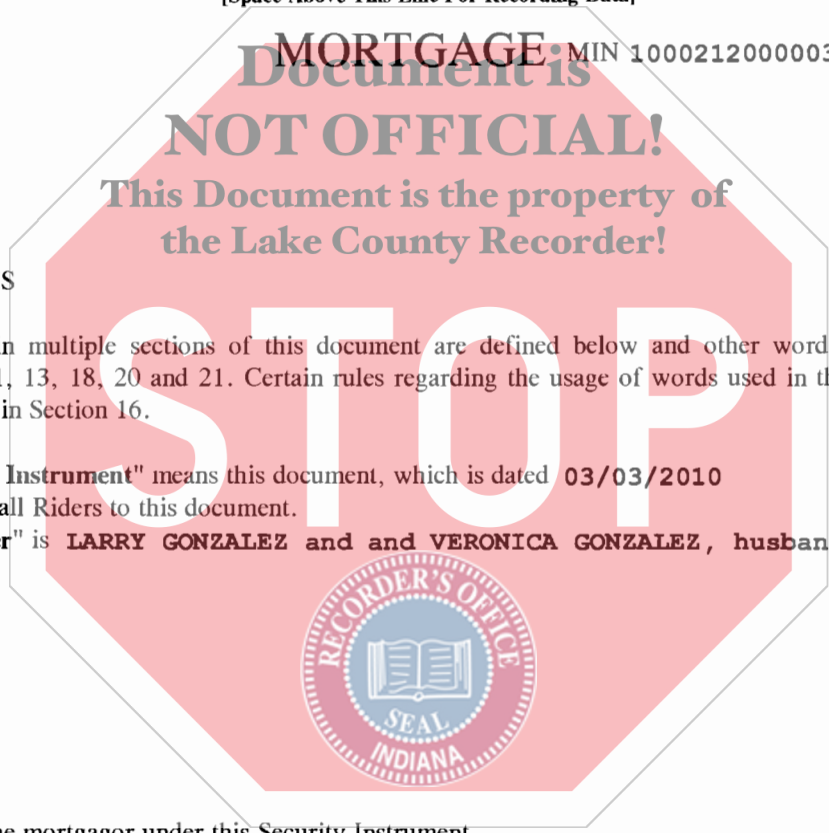 [Space Above This Line For Recording Data]
MORTGAGE MIN 1000212000003
Document is
NOT OFFICIAL!
This Document is the property of
the Lake County Recorder!
S
n multiple sections of this document are defined below and other word
, 13, 18, 20 and 21. Certain rules regarding the usage of words used in th
in Section 16.
STOP
Instrument" means this document, which is dated 03/03/2010
all Riders to this document.
r" is LARRY GONZALEZ and and VERONICA GONZALEZ, husban
RECORDER'S OFFICE
SEAL
INDIANA
e mortgagor under this Security Instrument